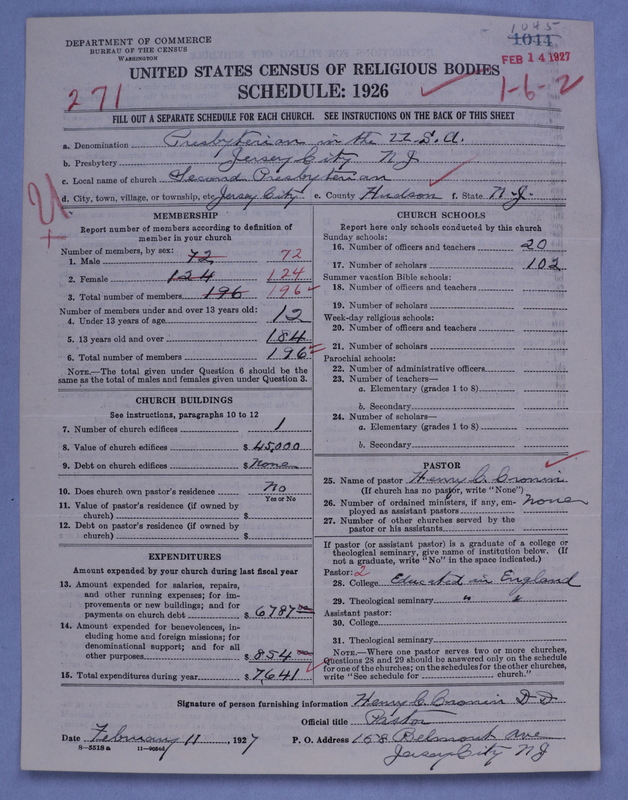 1045
DEPARTMENT OF COMMERCE
BUREAU OF THE CENSUS
WASHINGTON
1044
FEB 14 1927
UNITED STATES CENSUS OF RELIGIOUS BODIES
SCHEDULE: 1926
271
1-6-2
FILL OUT A SEPARATE SCHEDULE FOR EACH CHURCH. SEE INSTRUCTIONS ON THE BACK OF THIS SHEET
a. Denomination Presbyterian in the U.S.A.
b. Presbytery Jersey City N J
c. Local name of church Second Presbyterian
d. City, town, village, or township, etc Jersey City e. County Hudson f. State N-J-
MEMBERSHIP
Report number of members according to definition of
member in your church
Number of members, by sex:
1. Male 72 72
2. Female 124 124
3. Total number of members 196 196
Number of members under and over 13 years old:
4. Under 13 years of age 12
5. 13 years old and over 184
6. Total number of members 196
NOTE.—The total given under Question 6 should be the
same as the total of males and females given under Question 3.
CHURCH BUILDINGS
See instructions, paragraphs 10 to 12
7. Number of church edifices 1
8. Value of church edifices $ 45,000
9. Debt on church edifices $ None
10. Does church own pastor's residence No
Yes or No
11. Value of pastor's residence (if owned by
church) $
12. Debt on pastor's residence (if owned by
church) $
EXPENDITURES
Amount expended by your church during last fiscal year
13. Amount expended for salaries, repairs,
and other running expenses; for im-
provements or new buildings; and for
payments on church debt $ 6787 00
14. Amount expended for benevolences, in-
cluding home and foreign missions; for
denominational support; and for all
other purposes $ 854 00
15. Total expenditures during year $ 7,641
CHURCH SCHOOLS
Report here only schools conducted by this church
Sunday schools:
16. Number of officers and teachers 20
17. Number of scholars 102
Summer vacation Bible schools:
18. Number of officers and teachers
19. Number of scholars
Week-day religious schools:
20. Number of officers and teachers
21. Number of scholars
Parochial schools:
22. Number of administrative officers
23. Number of teachers—
a. Elementary (grades 1 to 8)
b. Secondary
24. Number of scholars—
a. Elementary (grades 1 to 8)
b. Secondary
PASTOR
25. Name of pastor Henry C. Cronin
(If church has no pastor, write "None")
26. Number of ordained ministers, if any, em-
ployed as assistant pastors None
27. Number of other churches served by the
pastor or his assistants
If pastor (or assistant pastor) is a graduate of a college or
theological seminary, give name of institution below. (If
not a graduate, write "No" in the space indicated.)
Pastor: 2
28. College Educated in England
29. Theological seminary " "
Assistant pastor:
30. College
31. Theological seminary
NOTE.—Where one pastor serves two or more churches,
Questions 28 and 29 should be answered only on the schedule
for one of the churches; on the schedules for the other churches,
write "See schedule for church."
Signature of person furnishing information Henry C Cronin D D
Official title Pastor
Date February 11, 1927 P. O. Address 158 Belmont Ave
8-5518a 11-9054d
Jersey City N J